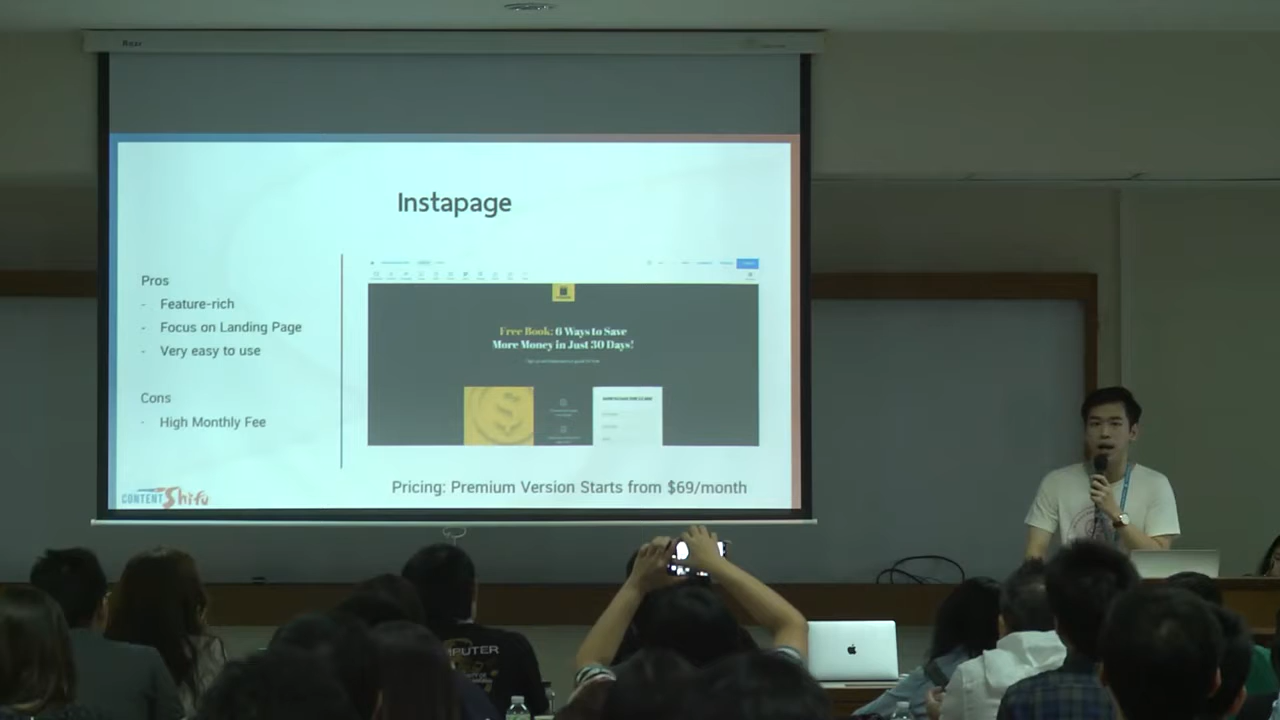 Instapage
Pros
- Feature-rich
- Focus on Landing Page
- Very easy to use
Cons
- High Monthly Fee
Free Book: 6 Ways to Save
More Money in Just 30 Days!
Pricing: Premium Version Starts from $69/month
CONTENT Shifu
PUTER